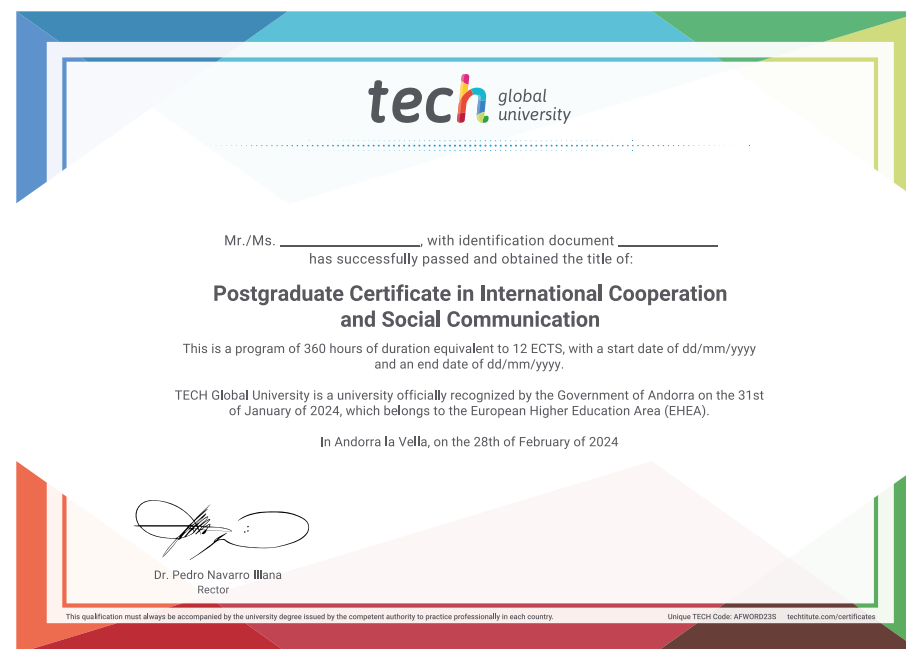 tech global
university
Mr./Ms. ____________, with identification document ____________
has successfully passed and obtained the title of:
Postgraduate Certificate in International Cooperation
and Social Communication
This is a program of 360 hours of duration equivalent to 12 ECTS, with a start date of dd/mm/yyyy
and an end date of dd/mm/yyyy.
TECH Global University is a university officially recognized by the Government of Andorra on the 31st
of January of 2024, which belongs to the European Higher Education Area (EHEA).
In Andorra la Vella, on the 28th of February of 2024
Dr. Pedro Navarro Illana
Rector
This qualification must always be accompanied by the university degree issued by the competent authority to practice professionally in each country.
Unique TECH Code: AFWORD23S techtitute.com/certificates